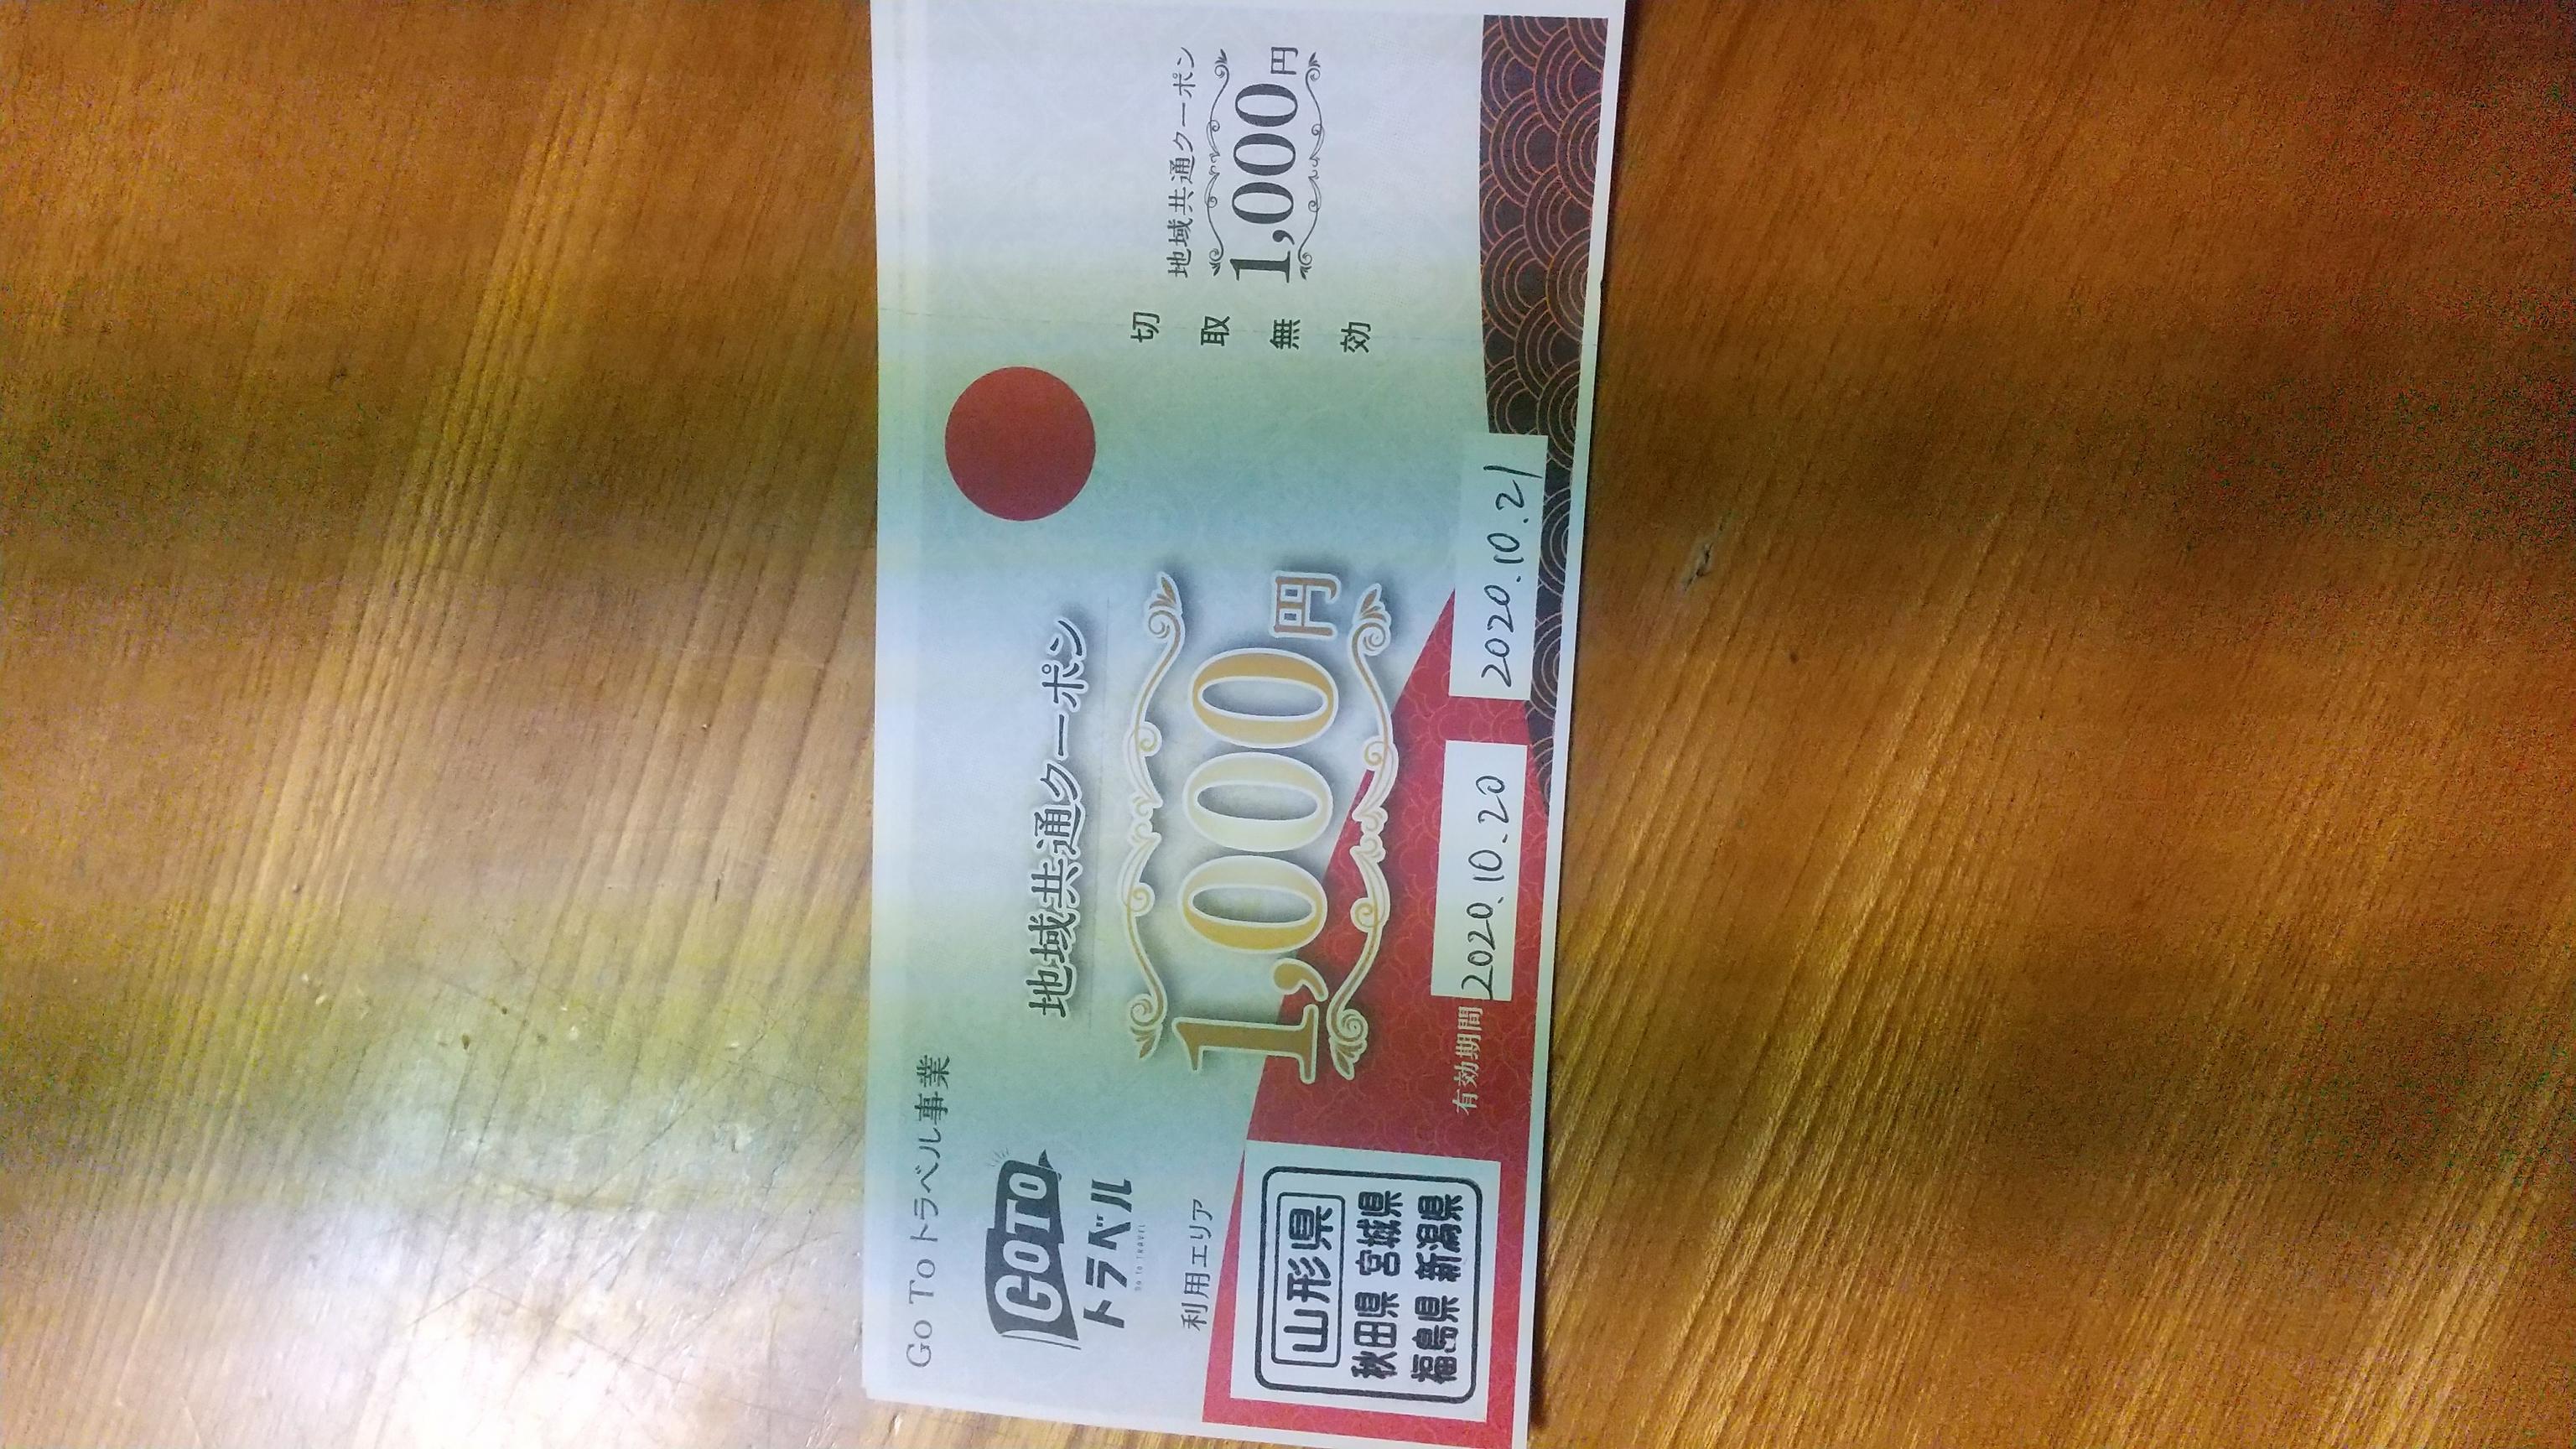 Go To トラベル事業
GOTO
トラベル
GO TO TRAVEL
地域共通クーポン
1,000円
利用エリア
山形県
秋田県 宮城県
福島県 新潟県
有効期間
2020.10.20
2020.10.21
切
取
無
効
地域共通クーポン
1,000円